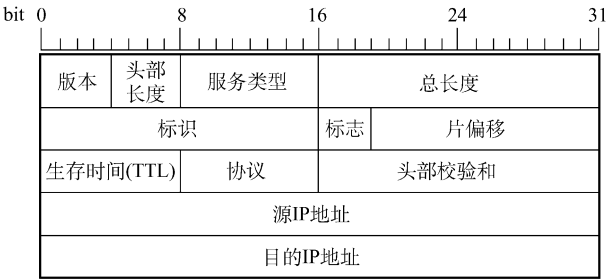 bit 0 8 16 24 31
版本 头部长度 服务类型 总长度
标识 标志 片偏移
生存时间(TTL) 协议 头部校验和
源IP地址
目的IP地址